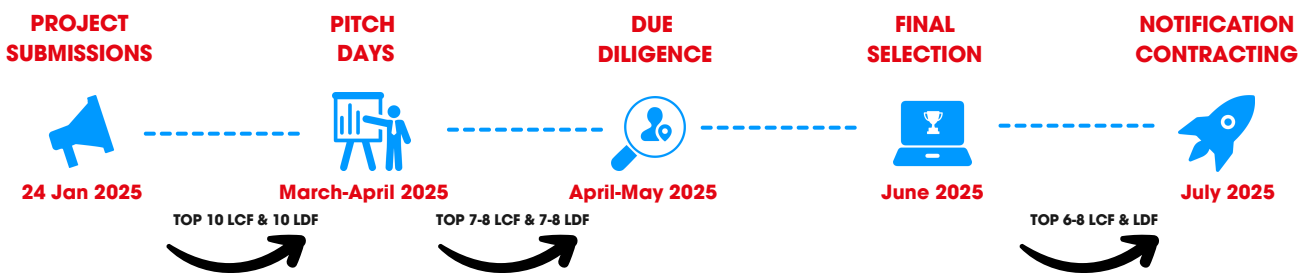 PROJECT
SUBMISSIONS
PITCH
DAYS
DUE
DILIGENCE
FINAL
SELECTION
NOTIFICATION
CONTRACTING
24 Jan 2025
March-April 2025
April-May 2025
June 2025
July 2025
TOP 10 LCF & 10 LDF
TOP 7-8 LCF & 7-8 LDF
TOP 6-8 LCF & LDF